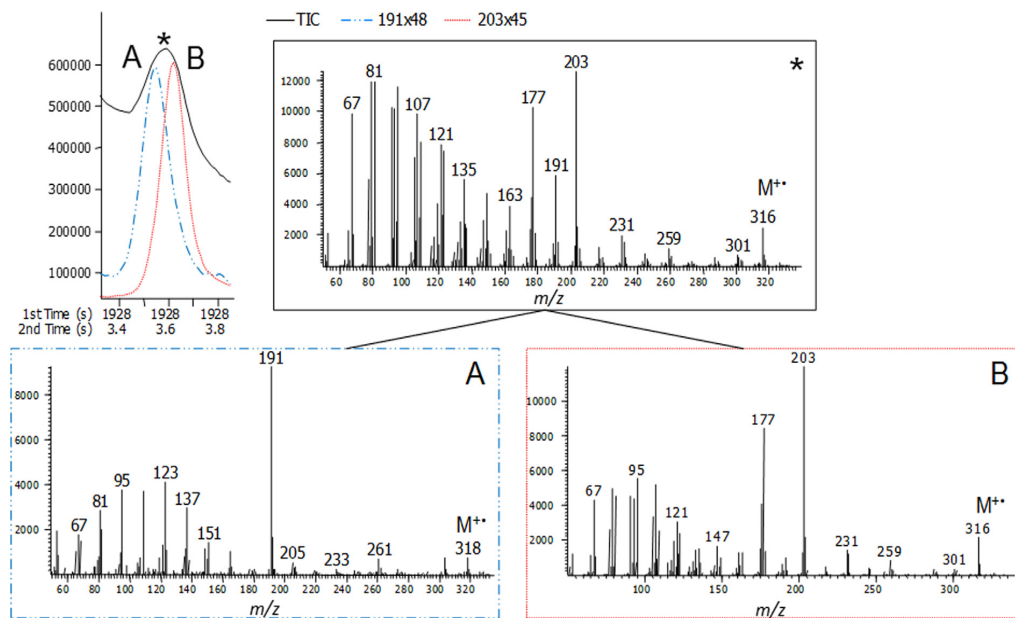 TIC 191x48 203x45
A * B
600000
500000
400000
300000
200000
100000
1st Time (s) 1928 1928 1928
2nd Time (s) 3.4 3.6 3.8
*
12000
10000
8000
6000
4000
2000
67 81 107 121 135 163 177 191 203 231 259 301 M+• 316
60 80 100 120 140 160 180 200 220 240 260 280 300 320
m/z
A
8000
6000
4000
2000
67 81 95 123 137 151 191 205 233 261 M+• 318
60 80 100 120 140 160 180 200 220 240 260 280 300 320
m/z
B
10000
8000
6000
4000
2000
0
67 95 121 147 177 203 231 259 301 M+• 316
100 150 200 250 300
m/z